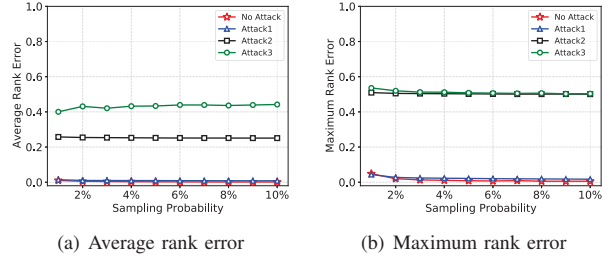 Average Rank Error
1.0
0.8
0.6
0.4
0.2
0.0
No Attack
Attack1
Attack2
Attack3
2% 4% 6% 8% 10%
Sampling Probability
(a) Average rank error
Maximum Rank Error
1.0
0.8
0.6
0.4
0.2
0.0
No Attack
Attack1
Attack2
Attack3
2% 4% 6% 8% 10%
Sampling Probability
(b) Maximum rank error